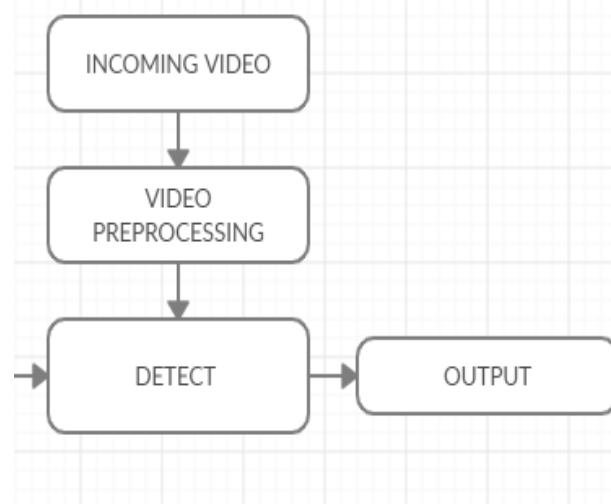 INCOMING VIDEO
VIDEO
PREPROCESSING
DETECT
OUTPUT